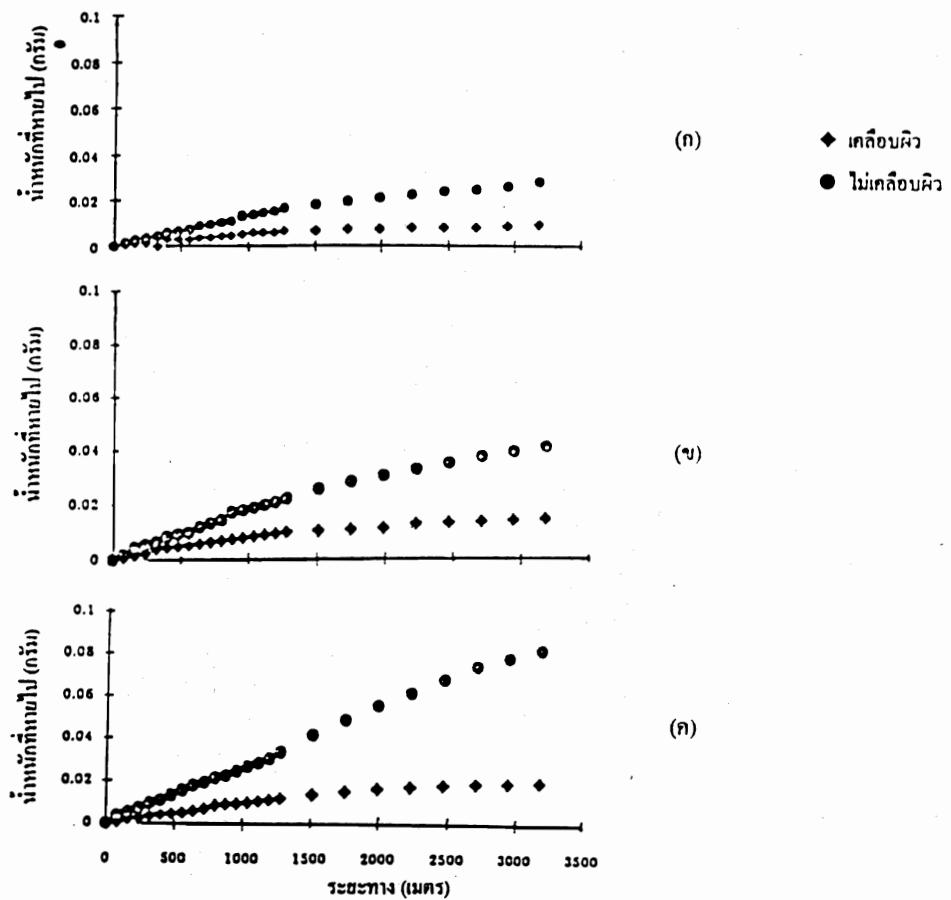 0.1
0.08
0.06
0.04
0.02
0
น้ำหนักที่หายไป (กรัม)
(ก)
◆ เคลือบผิว
● ไม่เคลือบผิว
0.1
0.08
0.06
0.04
0.02
0
น้ำหนักที่หายไป (กรัม)
(ข)
0.1
0.08
0.06
0.04
0.02
0
น้ำหนักที่หายไป (กรัม)
(ค)
0 500 1000 1500 2000 2500 3000 3500
ระยะทาง (เมตร)